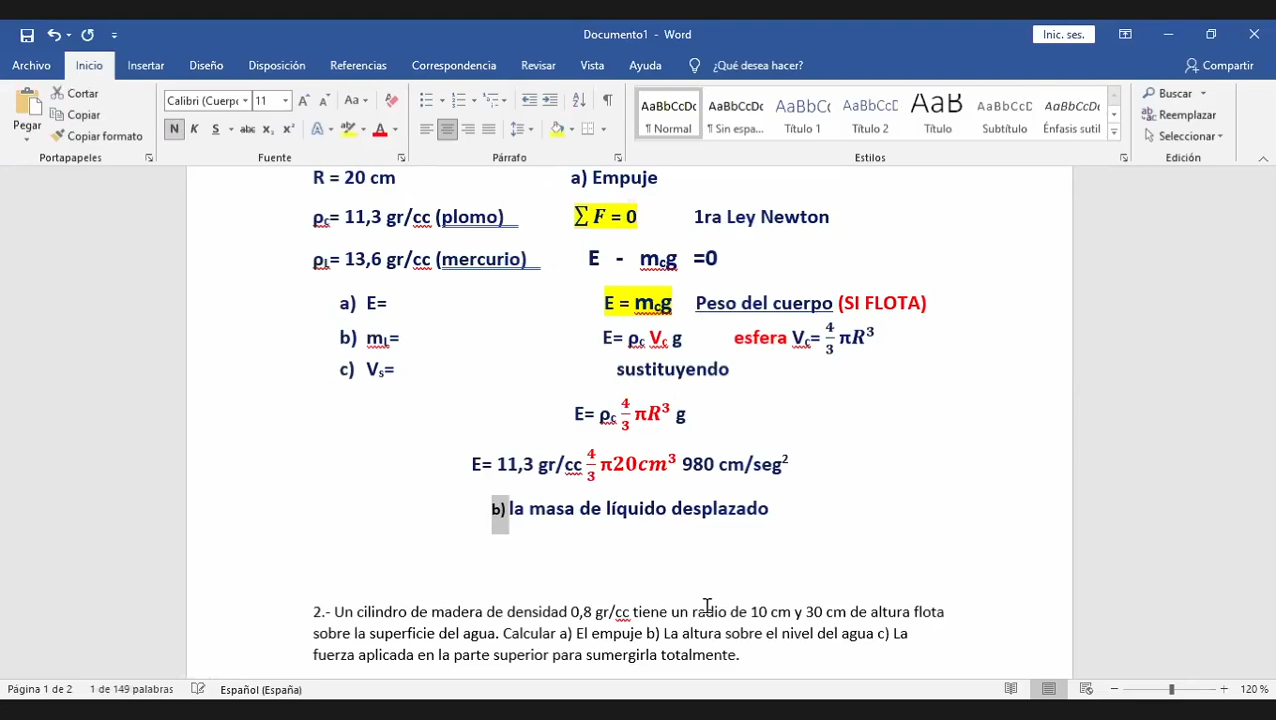 Documento1 - Word
Inic. ses.
Archivo Inicio Insertar Diseño Disposición Referencias Correspondencia Revisar Vista Ayuda ¿Qué desea hacer? Compartir
Pegar
Cortar
Copiar
Copiar formato
Portapapeles
Calibri (Cuerpo 11
N K S abc x₂ x²
Fuente
Párrafo
AaBbCcDc AaBbCcDc AaBbCc AaBbCcD AaB AaBbCcD AaBbCcDc
¶ Normal ¶ Sin espa... Título 1 Título 2 Título Subtítulo Énfasis sutil
Estilos
Buscar
Reemplazar
Seleccionar
Edición
R = 20 cm a) Empuje
ρc= 11,3 gr/cc (plomo) ∑ F = 0 1ra Ley Newton
ρL= 13,6 gr/cc (mercurio) E - mcg =0
a) E= E = mcg Peso del cuerpo (SI FLOTA)
b) mL= E= ρc Vc g esfera Vc= 4/3 πR³
c) Vs= sustituyendo
E= ρc 4/3 πR³ g
E= 11,3 gr/cc 4/3 π20cm³ 980 cm/seg²
b) la masa de líquido desplazado
2.- Un cilindro de madera de densidad 0,8 gr/cc tiene un radio de 10 cm y 30 cm de altura flota
sobre la superficie del agua. Calcular a) El empuje b) La altura sobre el nivel del agua c) La
fuerza aplicada en la parte superior para sumergirla totalmente.
Página 1 de 2 1 de 149 palabras Español (España) 120 %